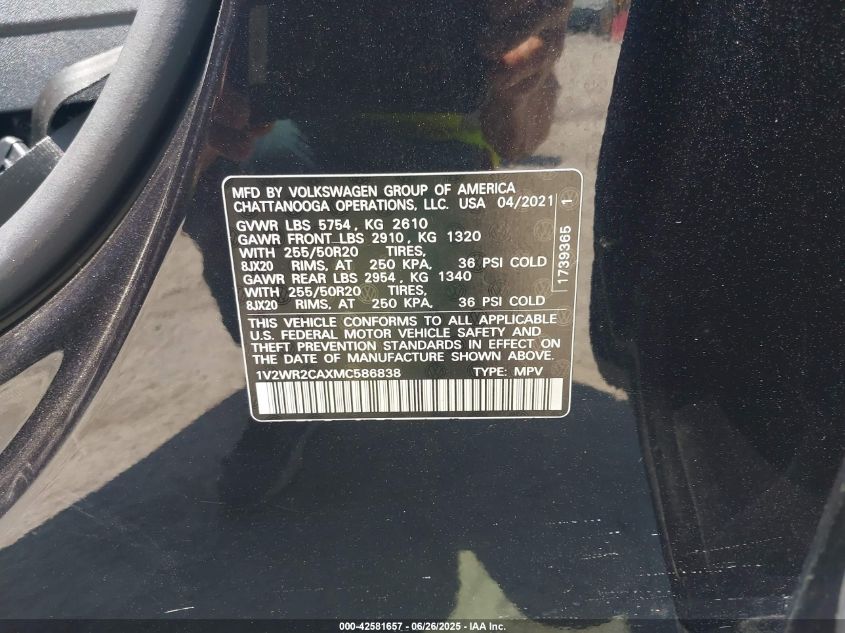 MFD BY VOLKSWAGEN GROUP OF AMERICA
CHATTANOOGA OPERATIONS, LLC. USA 04/2021
GVWR LBS 5754, KG 2610
GAWR FRONT LBS 2910, KG 1320
WITH 255/50R20 TIRES,
8JX20 RIMS, AT 250 KPA, 36 PSI COLD
GAWR REAR LBS 2954, KG 1340
WITH 255/50R20 TIRES,
8JX20 RIMS, AT 250 KPA, 36 PSI COLD
1739365 1
THIS VEHICLE CONFORMS TO ALL APPLICABLE
U.S. FEDERAL MOTOR VEHICLE SAFETY AND
THEFT PREVENTION STANDARDS IN EFFECT ON
THE DATE OF MANUFACTURE SHOWN ABOVE.
1V2WR2CAXMC586838 TYPE: MPV
000-42581657 - 06/26/2025 - IAA Inc.